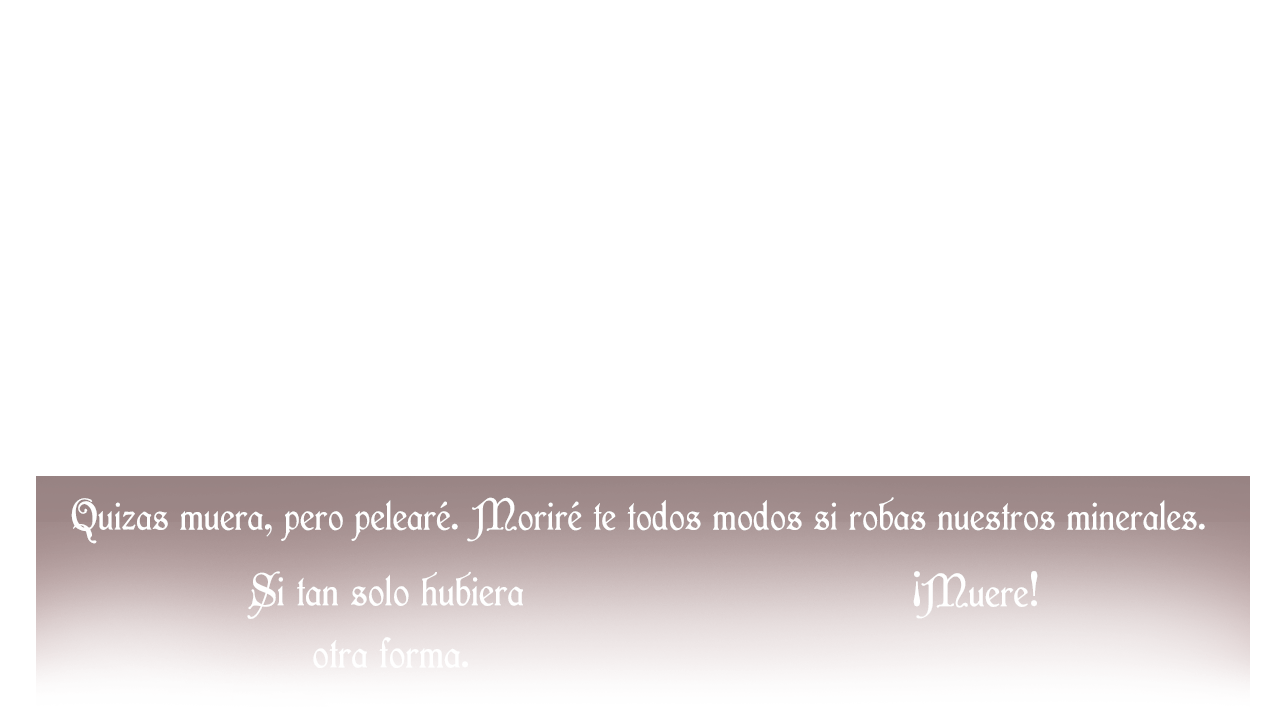 Quizas muera, pero pelearé. Moriré te todos modos si robas nuestros minerales.
Si tan solo hubiera
otra forma.
¡Muere!